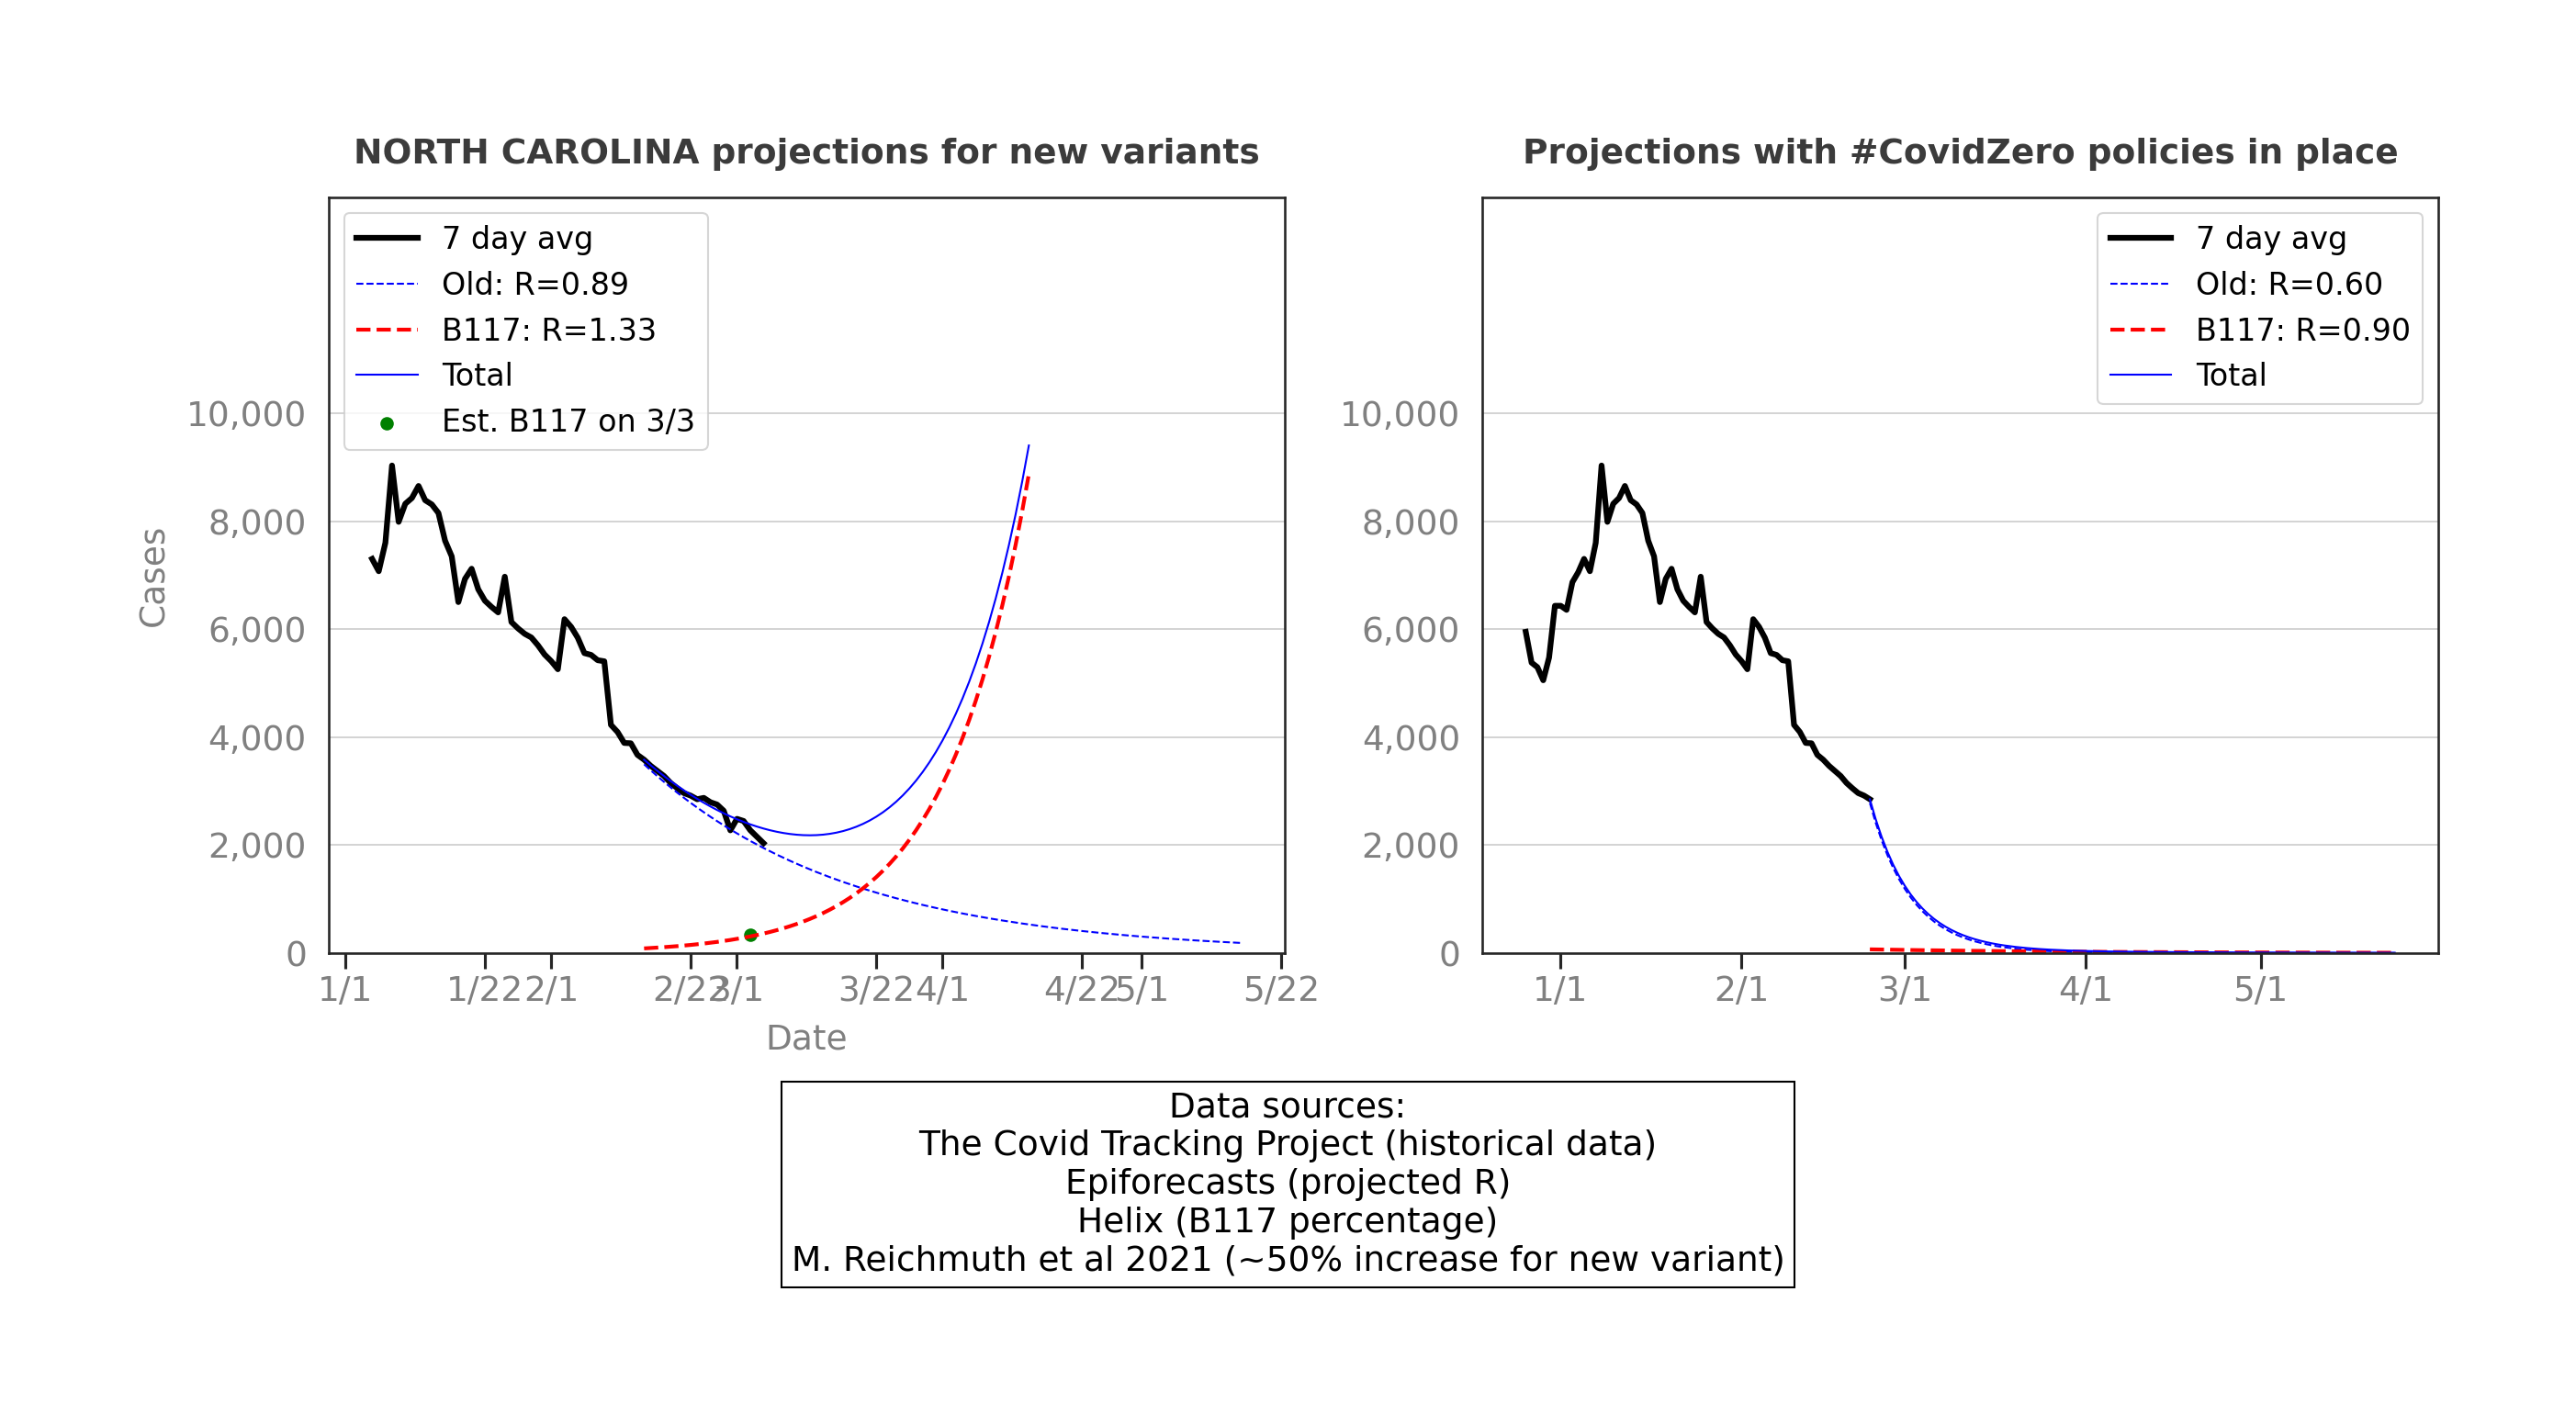 NORTH CAROLINA projections for new variants
7 day avg
Old: R=0.89
B117: R=1.33
Total
Est. B117 on 3/3
10,000
8,000
6,000
4,000
2,000
0
Cases
1/1 1/22 2/1 2/22 3/1 3/22 4/1 4/22 5/1 5/22
Date
Projections with #CovidZero policies in place
7 day avg
Old: R=0.60
B117: R=0.90
Total
10,000
8,000
6,000
4,000
2,000
0
1/1 2/1 3/1 4/1 5/1
Data sources:
The Covid Tracking Project (historical data)
Epiforecasts (projected R)
Helix (B117 percentage)
M. Reichmuth et al 2021 (~50% increase for new variant)